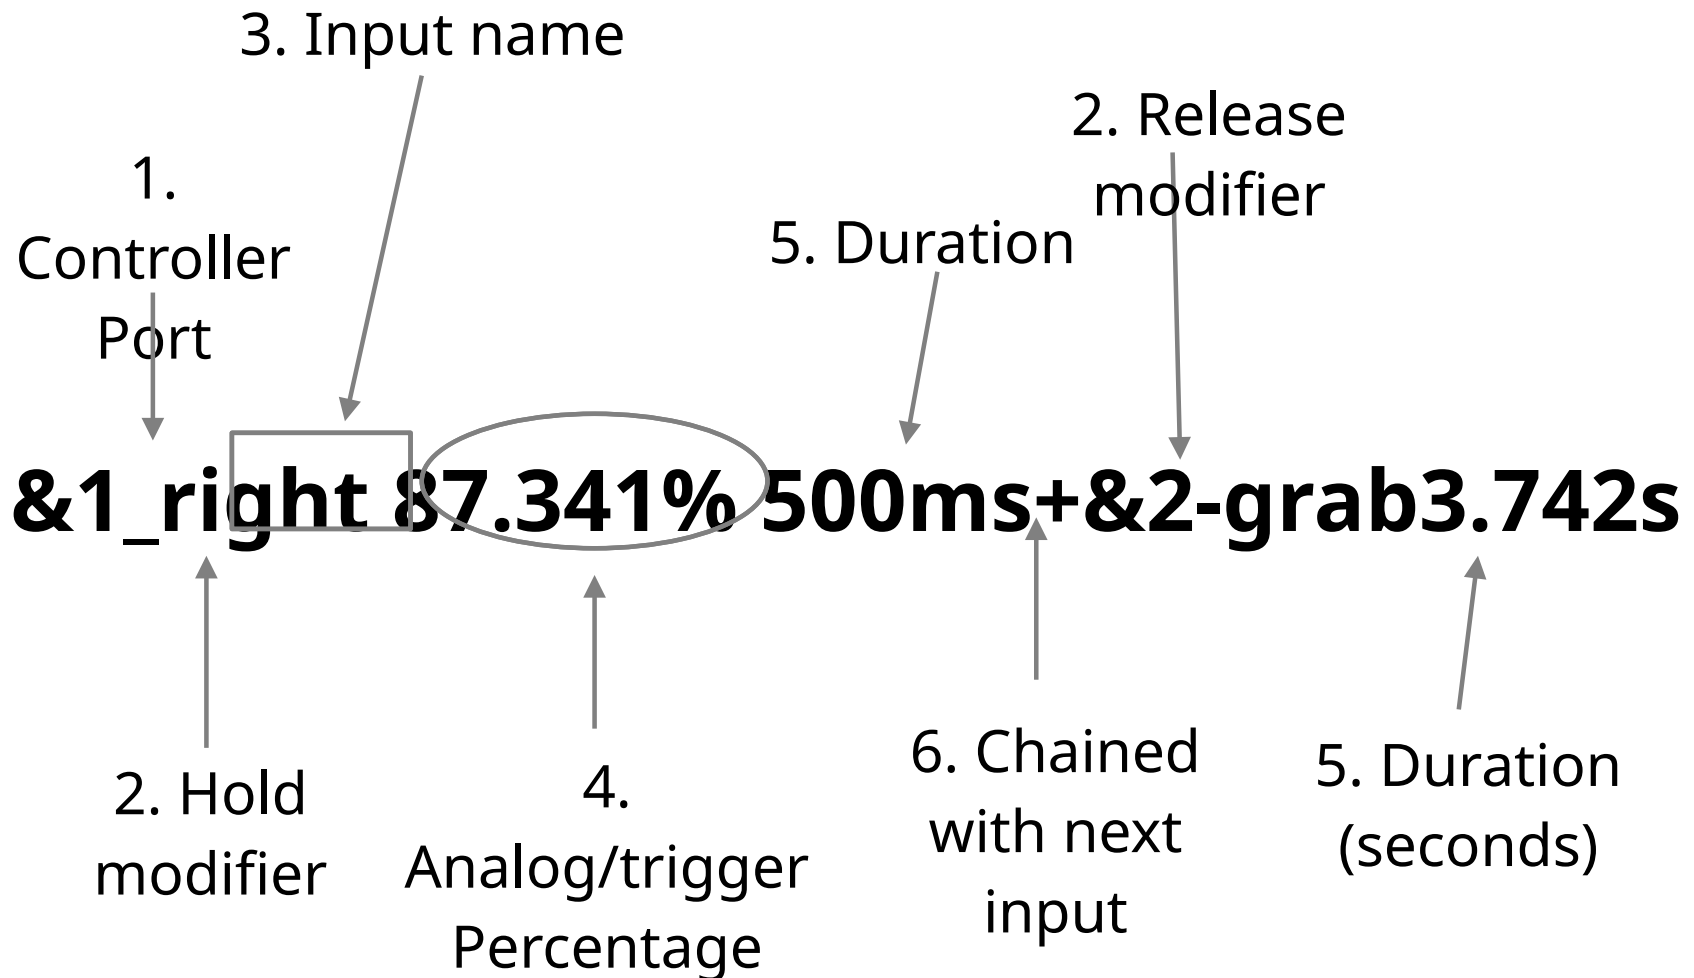 3. Input name
2. Release
modifier
1.
Controller
Port
5. Duration
&1_right 87.341% 500ms+&2-grab3.742s
2. Hold
modifier
4.
Analog/trigger
Percentage
6. Chained
with next
input
5. Duration
(seconds)